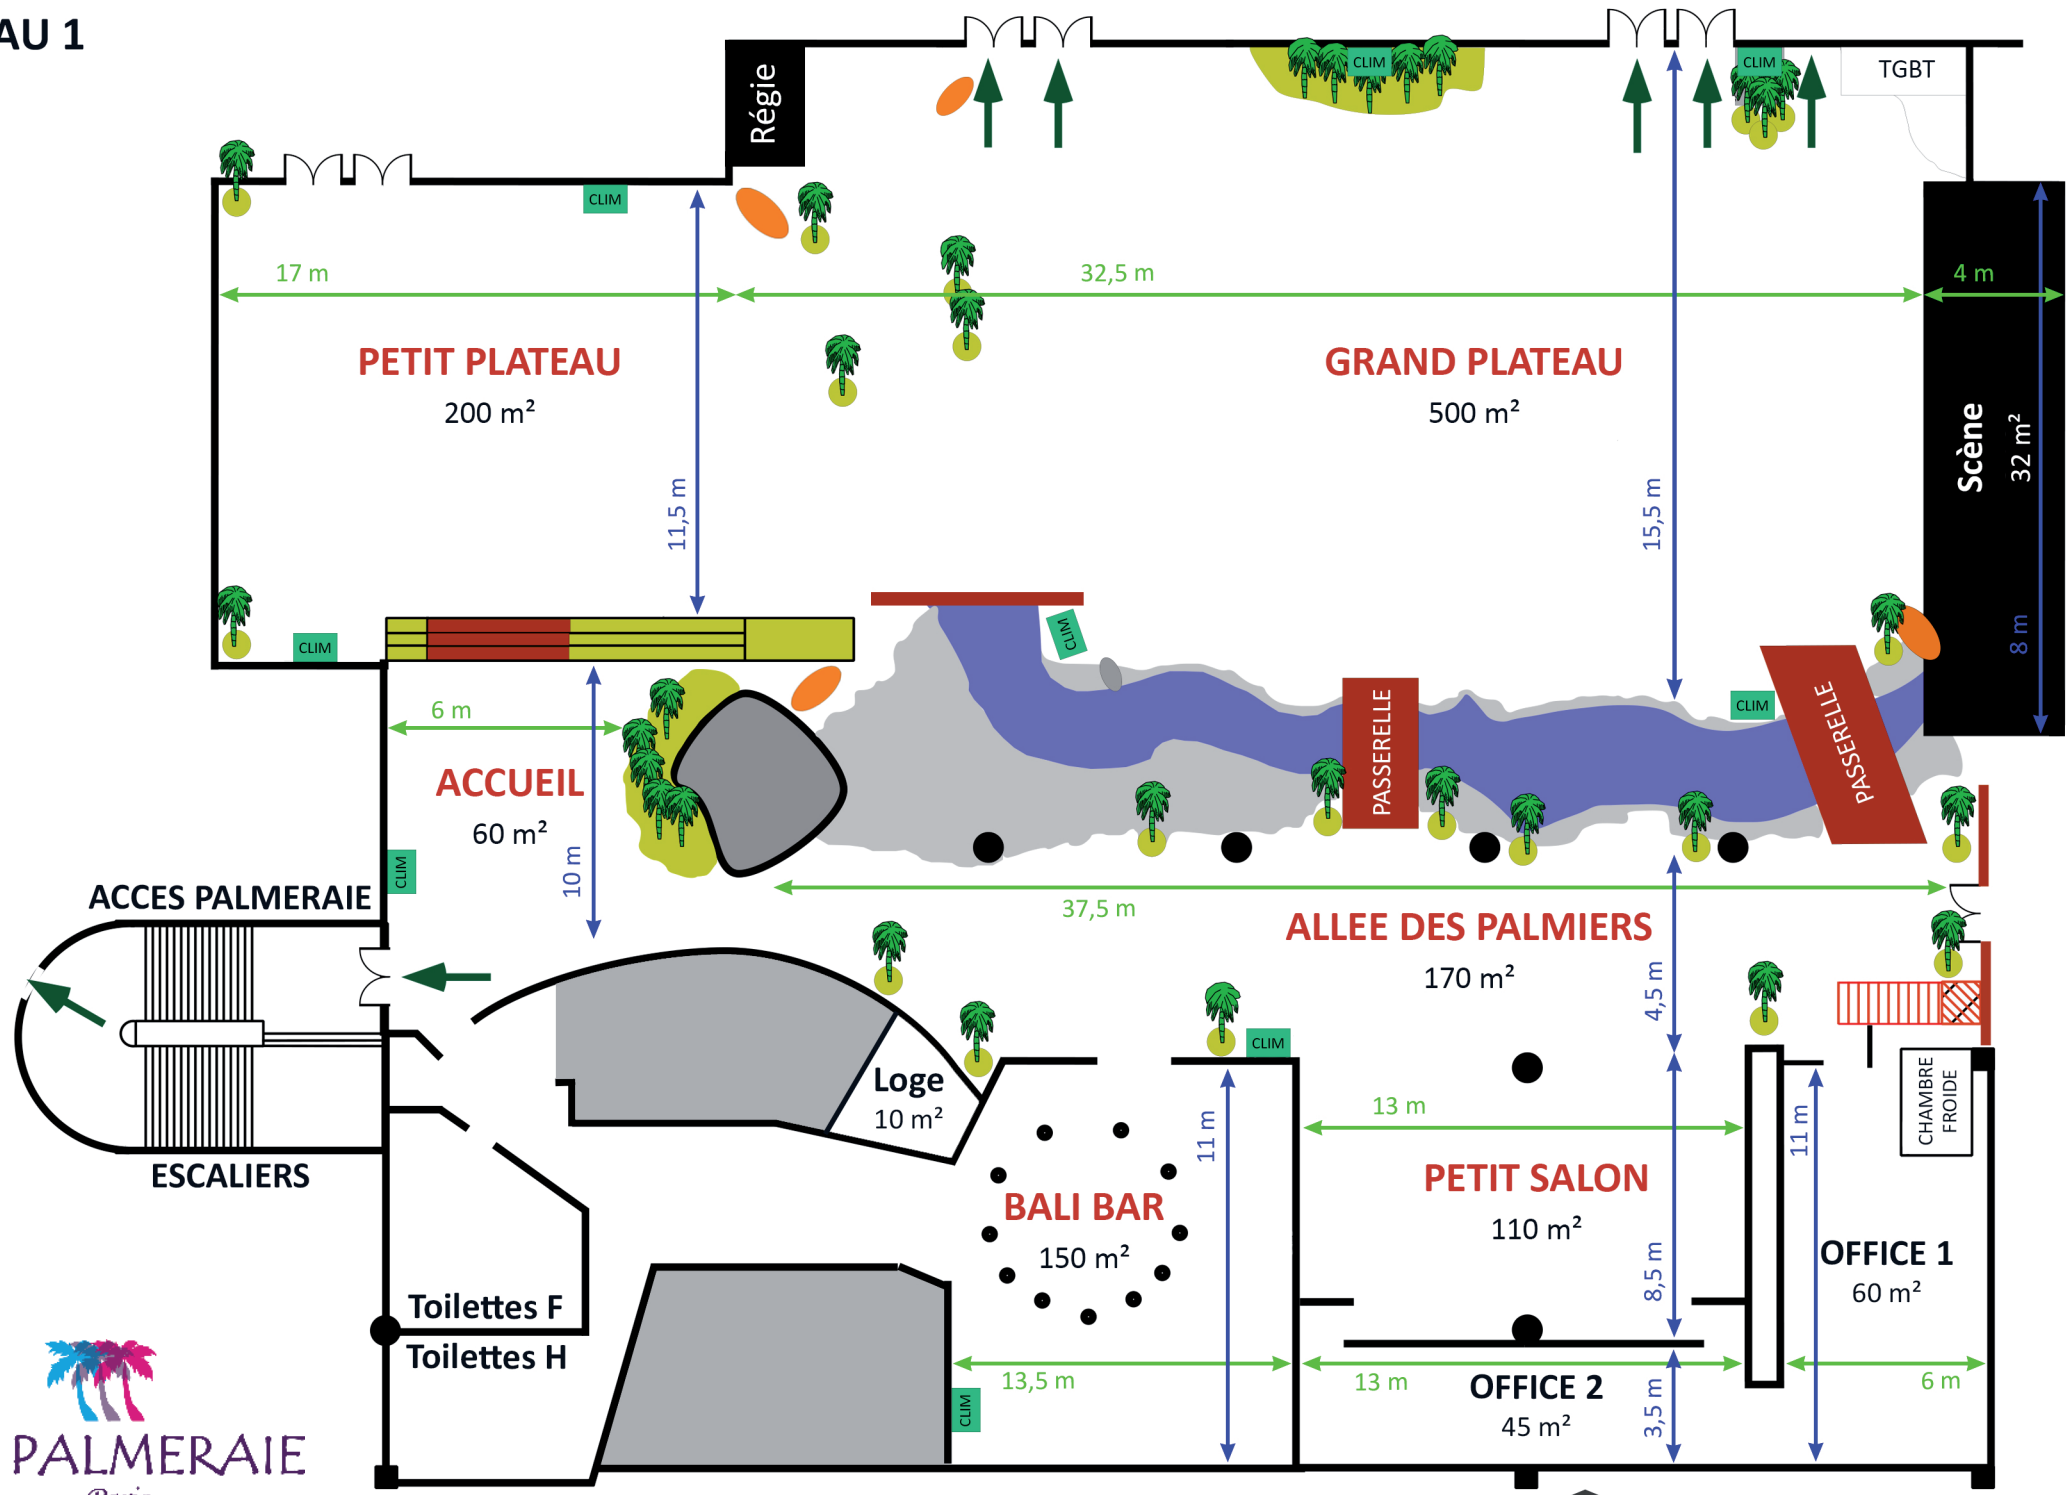 AU 1
Régie
CLIM
CLIM
TGBT
CLIM
17 m
32,5 m
4 m
PETIT PLATEAU
200 m²
GRAND PLATEAU
500 m²
Scène
32 m²
11,5 m
15,5 m
8 m
CLIM
CLIM
CLIM
PASSERELLE
PASSERELLE
6 m
ACCUEIL
60 m²
10 m
CLIM
ACCES PALMERAIE
37,5 m
ALLEE DES PALMIERS
170 m²
4,5 m
CLIM
Loge
10 m²
ESCALIERS
11 m
13 m
11 m
CHAMBRE
FROIDE
BALI BAR
150 m²
PETIT SALON
110 m²
8,5 m
OFFICE 1
60 m²
Toilettes F
Toilettes H
13,5 m
13 m
6 m
CLIM
OFFICE 2
45 m²
3,5 m
PALMERAIE